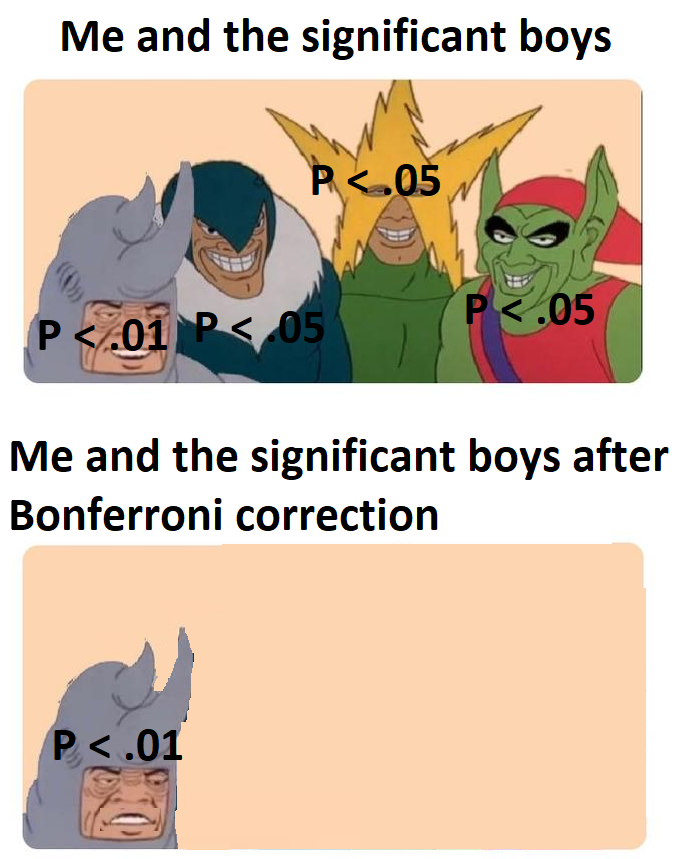 Me and the significant boys
P < .05
P < .05
P < .01
P < .05
Me and the significant boys after
Bonferroni correction
P < .01